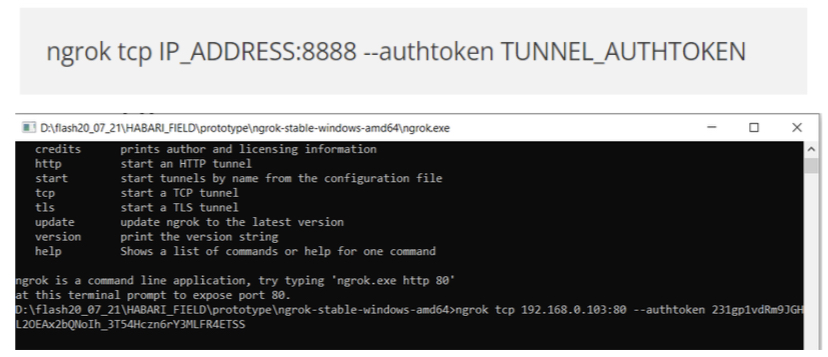 ngrok tcp IP_ADDRESS:8888 --authtoken TUNNEL_AUTHTOKEN
D:\flash20_07_21\HABARI_FIELD\prototype\ngrok-stable-windows-amd64\ngrok.exe
credits prints author and licensing information
http start an HTTP tunnel
start start tunnels by name from the configuration file
tcp start a TCP tunnel
tls start a TLS tunnel
update update ngrok to the latest version
version print the version string
help Shows a list of commands or help for one command
ngrok is a command line application, try typing 'ngrok.exe http 80'
at this terminal prompt to expose port 80.
D:\flash20_07_21\HABARI_FIELD\prototype\ngrok-stable-windows-amd64>ngrok tcp 192.168.0.103:80 --authtoken 231gp1vdRm9JGH
L2OEAx2bQNoIh_3T54Hczn6rY3MLFR4ETSS